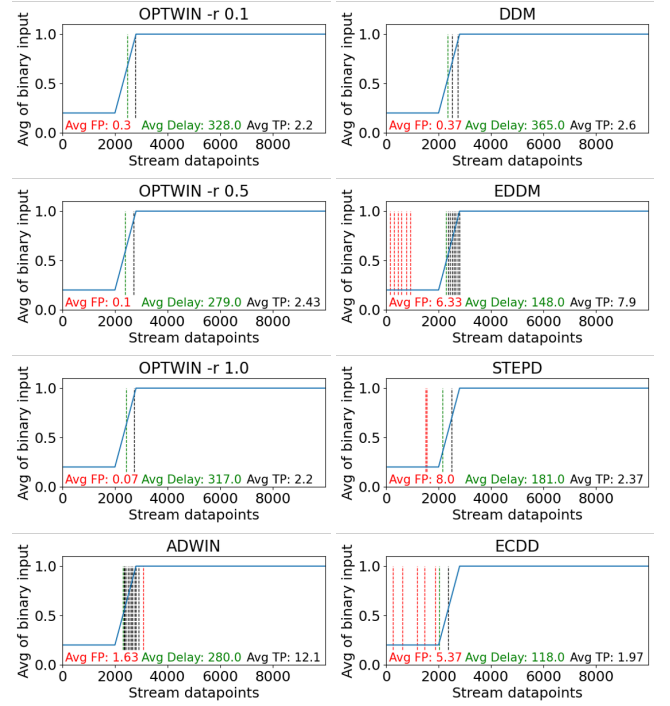 OPTWIN -r 0.1
Avg of binary input
1.0
0.5
0.0
Avg FP: 0.3 Avg Delay: 328.0 Avg TP: 2.2
0 2000 4000 6000 8000
Stream datapoints
DDM
Avg of binary input
1.0
0.5
0.0
Avg FP: 0.37 Avg Delay: 365.0 Avg TP: 2.6
0 2000 4000 6000 8000
Stream datapoints
OPTWIN -r 0.5
Avg of binary input
1.0
0.5
0.0
Avg FP: 0.1 Avg Delay: 279.0 Avg TP: 2.43
0 2000 4000 6000 8000
Stream datapoints
EDDM
Avg of binary input
1.0
0.5
0.0
Avg FP: 6.33 Avg Delay: 148.0 Avg TP: 7.9
0 2000 4000 6000 8000
Stream datapoints
OPTWIN -r 1.0
Avg of binary input
1.0
0.5
0.0
Avg FP: 0.07 Avg Delay: 317.0 Avg TP: 2.2
0 2000 4000 6000 8000
Stream datapoints
STEPD
Avg of binary input
1.0
0.5
0.0
Avg FP: 8.0 Avg Delay: 181.0 Avg TP: 2.37
0 2000 4000 6000 8000
Stream datapoints
ADWIN
Avg of binary input
1.0
0.5
0.0
Avg FP: 1.63 Avg Delay: 280.0 Avg TP: 12.1
0 2000 4000 6000 8000
Stream datapoints
ECDD
Avg of binary input
1.0
0.5
0.0
Avg FP: 5.37 Avg Delay: 118.0 Avg TP: 1.97
0 2000 4000 6000 8000
Stream datapoints